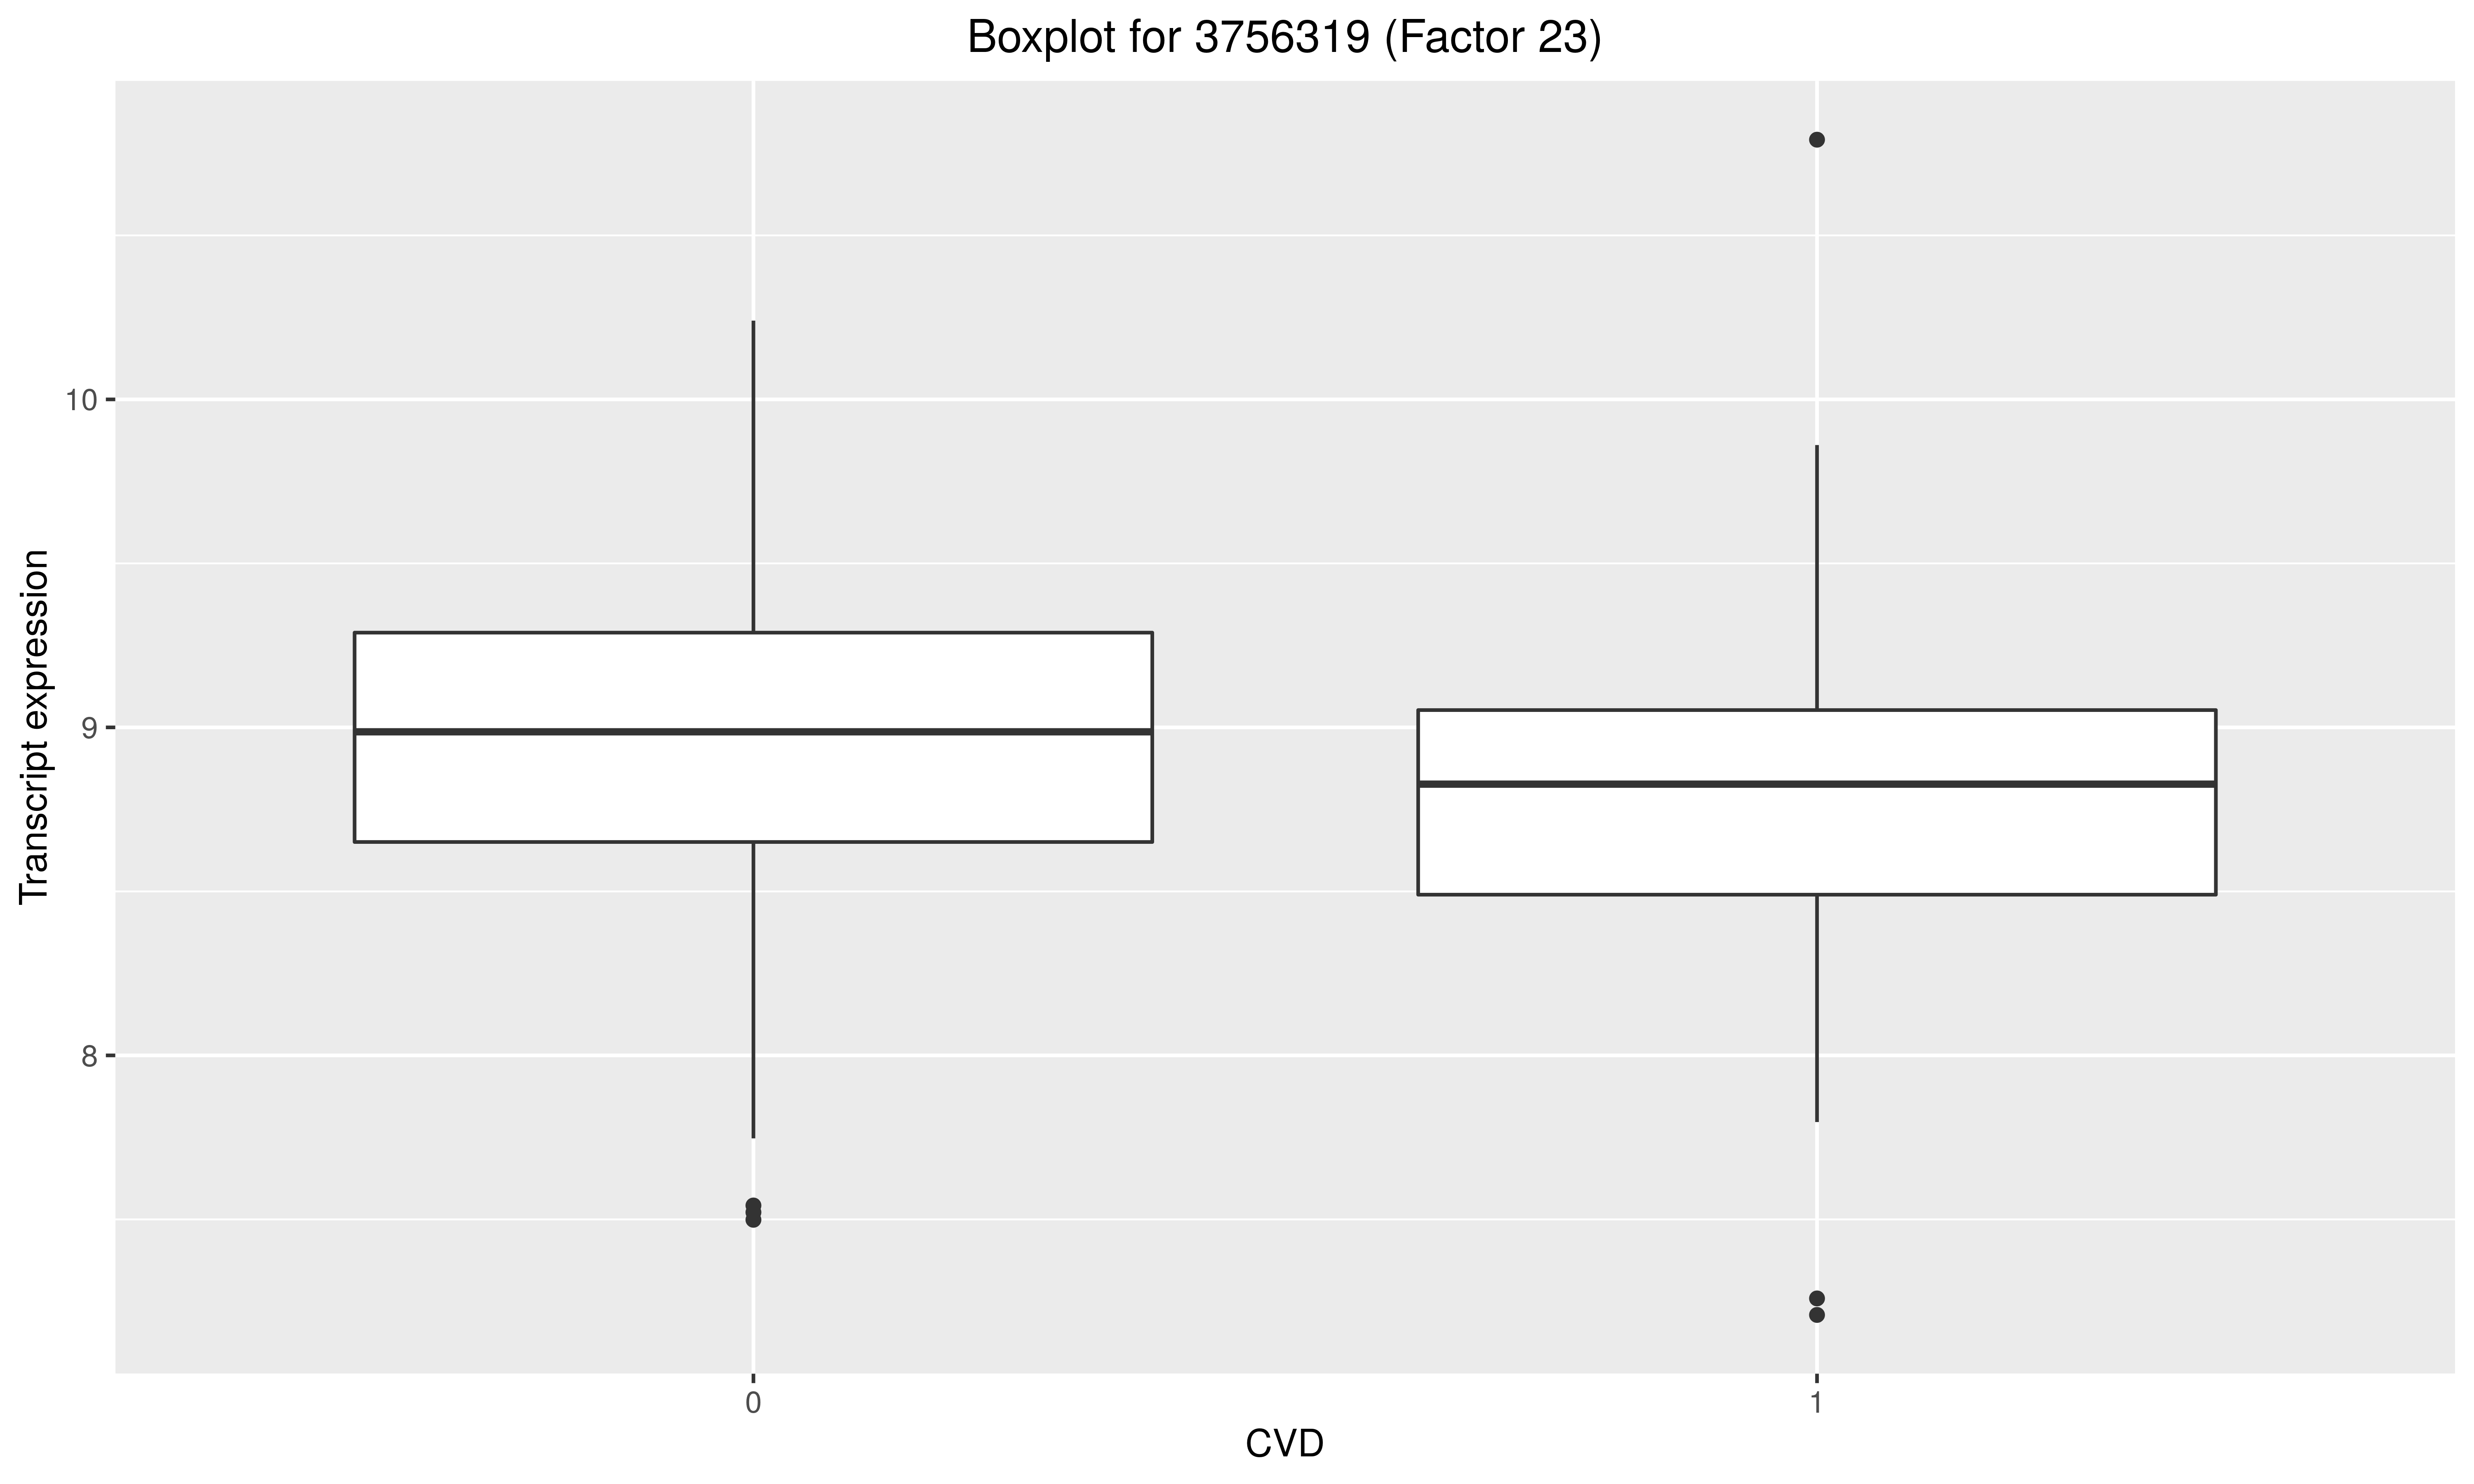 Boxplot for 3756319 (Factor 23)
Transcript expression
10
9
8
0
1
CVD